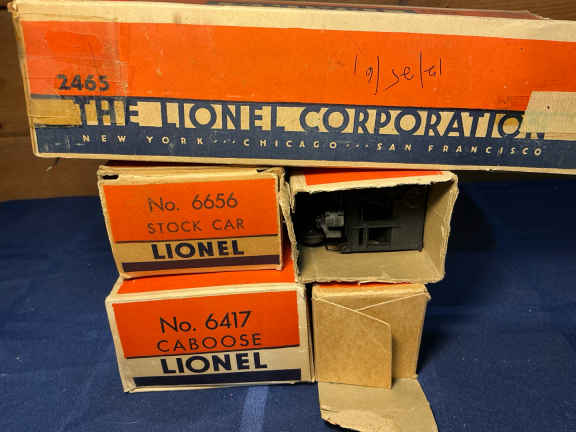 2465
THE LIONEL CORPORATION
NEW YORK ··· CHICAGO ··· SAN FRANCISCO
No. 6656
STOCK CAR
LIONEL
No. 6417
CABOOSE
LIONEL